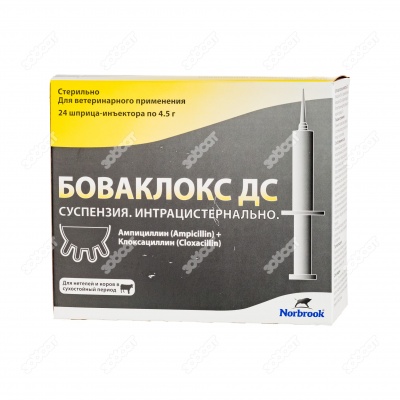 Стерильно
Для ветеринарного применения
24 шприца-инъектора по 4.5 г
БОВАКЛОКС ДС
СУСПЕНЗИЯ. ИНТРАЦИСТЕРНАЛЬНО.
Ампициллин (Ampicillin) +
Клоксациллин (Cloxacillin)
Для нетелей и коров в
сухостойный период
Norbrook